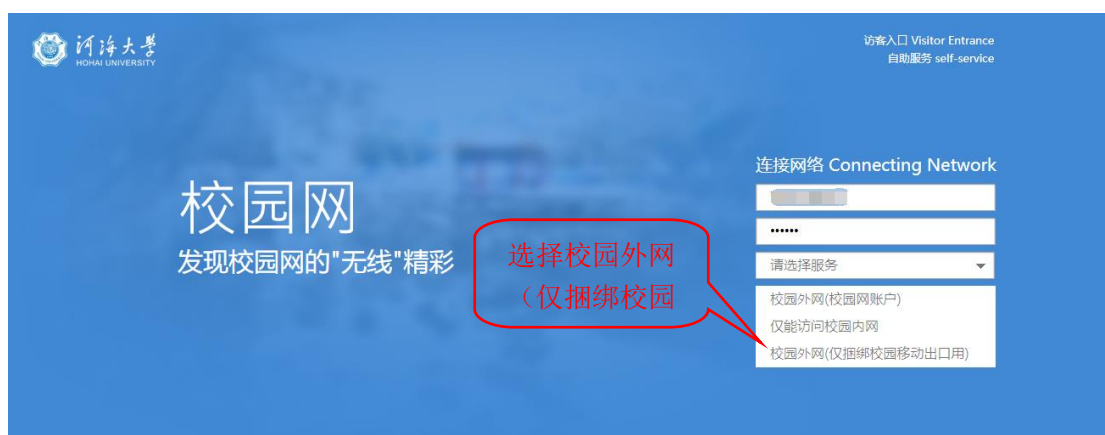 河海大学
HOHAI UNIVERSITY
访客入口 Visitor Entrance
自助服务 self-service
校园网
发现校园网的"无线"精彩
选择校园外网
（仅捆绑校园
连接网络 Connecting Network
••••••
请选择服务
校园外网(校园网账户)
仅能访问校园内网
校园外网(仅捆绑校园移动出口用)